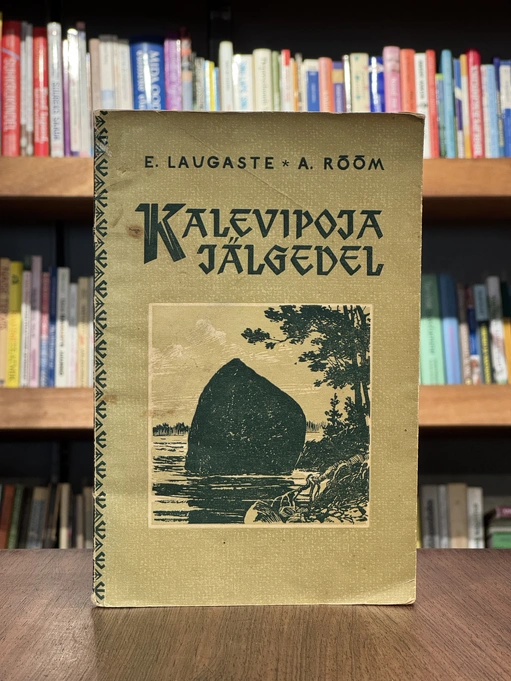 E. LAUGASTE * A. RÕÕM
KALEVIPOJA
JÄLGEDEL